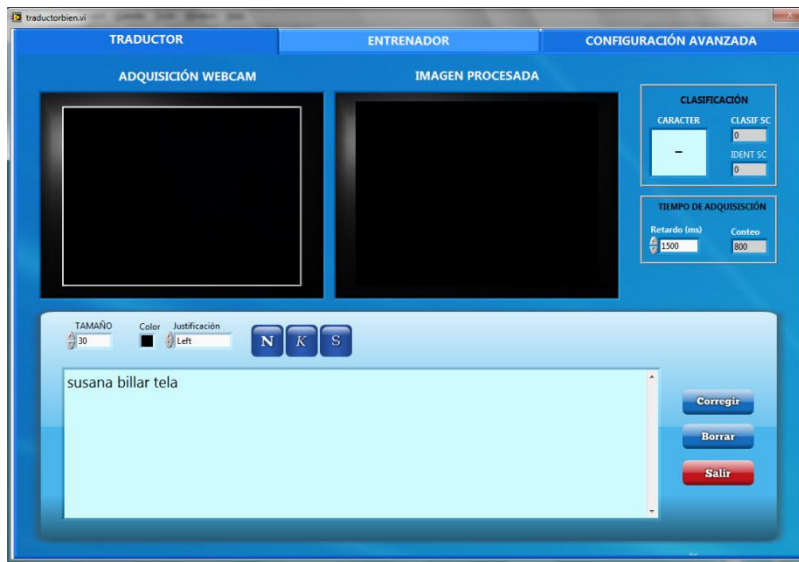 traductorbien.vi
TRADUCTOR
ENTRENADOR
CONFIGURACIÓN AVANZADA
ADQUISICIÓN WEBCAM
IMAGEN PROCESADA
CLASIFICACIÓN
CARACTER
CLASIF SC
–
0
IDENT SC
0
TIEMPO DE ADQUISISCIÓN
Retardo (ms)
Conteo
1500
800
TAMAÑO
Color
Justificación
30
Left
N
K
S
susana billar tela
Corregir
Borrar
Salir